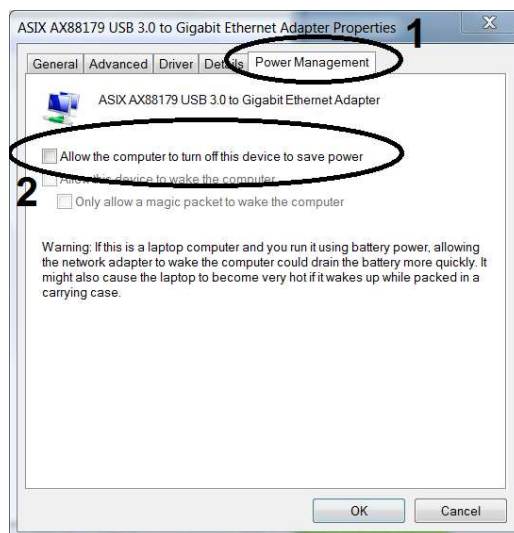 ASIX AX88179 USB 3.0 to Gigabit Ethernet Adapter Properties 1
General Advanced Driver Details Power Management
ASIX AX88179 USB 3.0 to Gigabit Ethernet Adapter
Allow the computer to turn off this device to save power
2 Allow this device to wake the computer
Only allow a magic packet to wake the computer
Warning: If this is a laptop computer and you run it using battery power, allowing
the network adapter to wake the computer could drain the battery more quickly. It
might also cause the laptop to become very hot if it wakes up while packed in a
carrying case.
OK Cancel